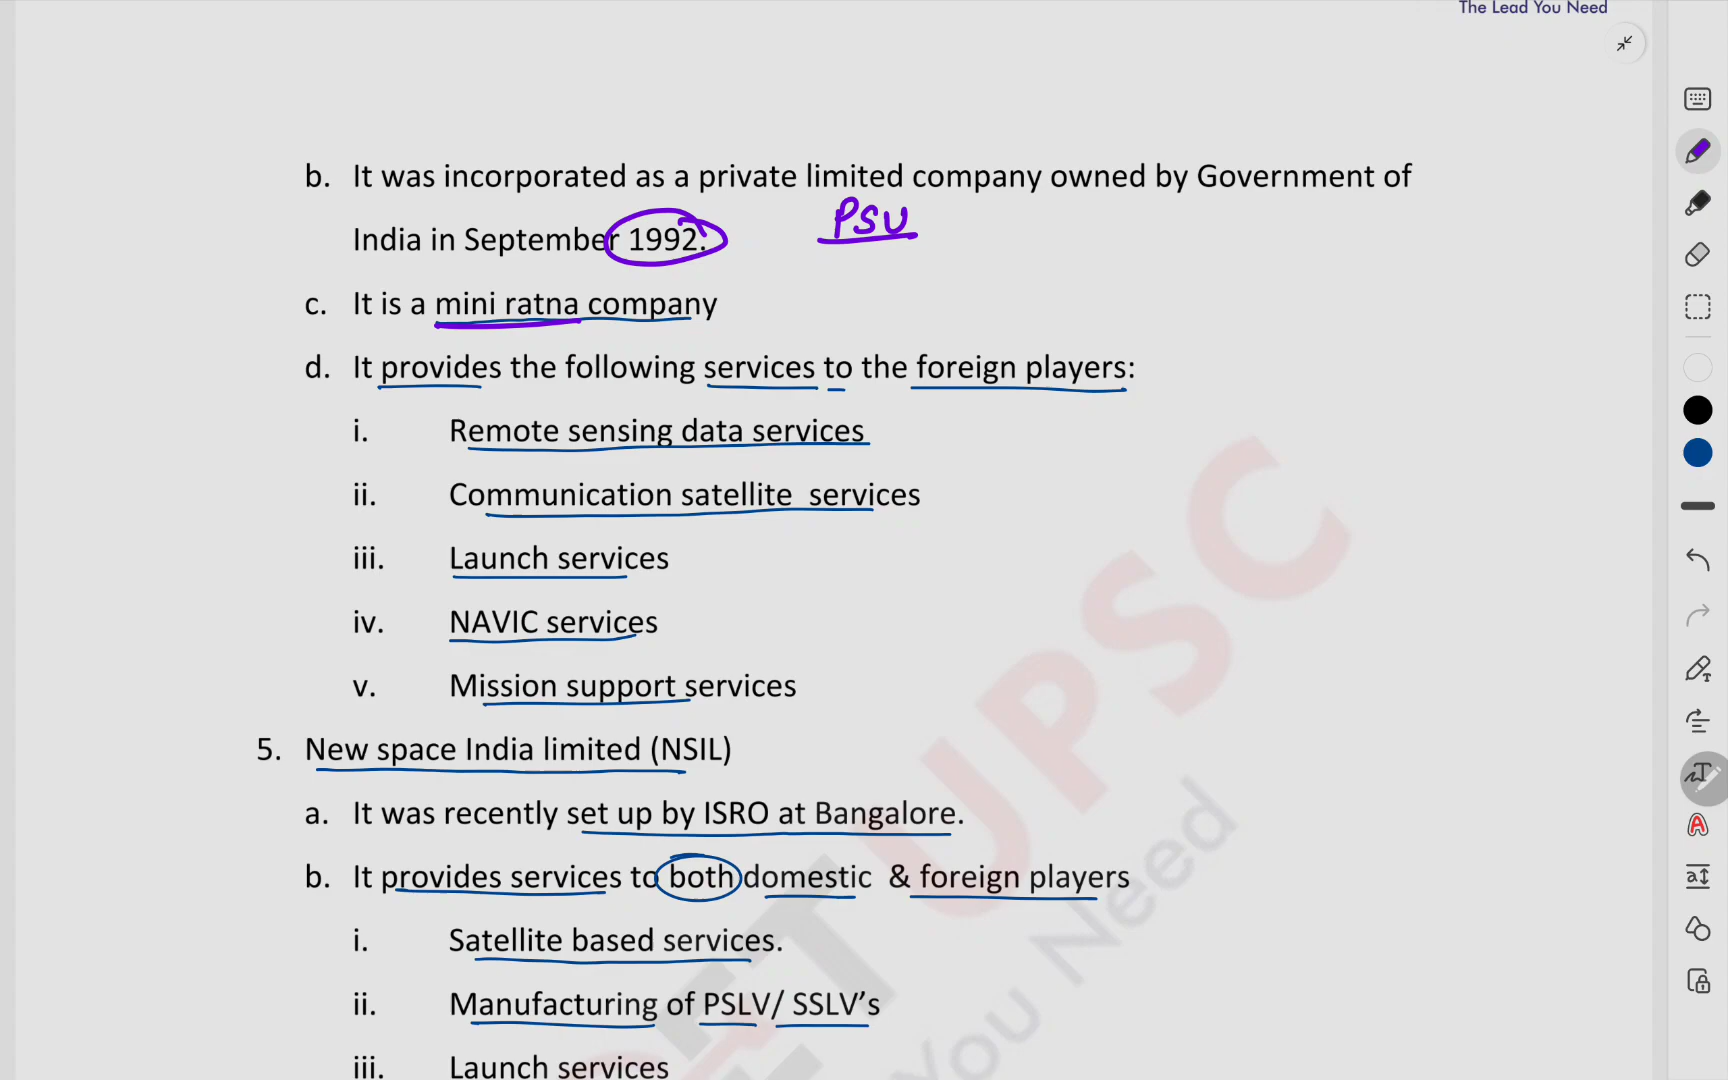 The Lead You Need
b. It was incorporated as a private limited company owned by Government of
PSU
India in September 1992.
c. It is a mini ratna company
d. It provides the following services to the foreign players:
i. Remote sensing data services
ii. Communication satellite services
iii. Launch services
iv. NAVIC services
v. Mission support services
5. New space India limited (NSIL)
a. It was recently set up by ISRO at Bangalore.
b. It provides services to both domestic & foreign players
i. Satellite based services.
ii. Manufacturing of PSLV/ SSLV’s
iii. Launch services
UPSC
You Need